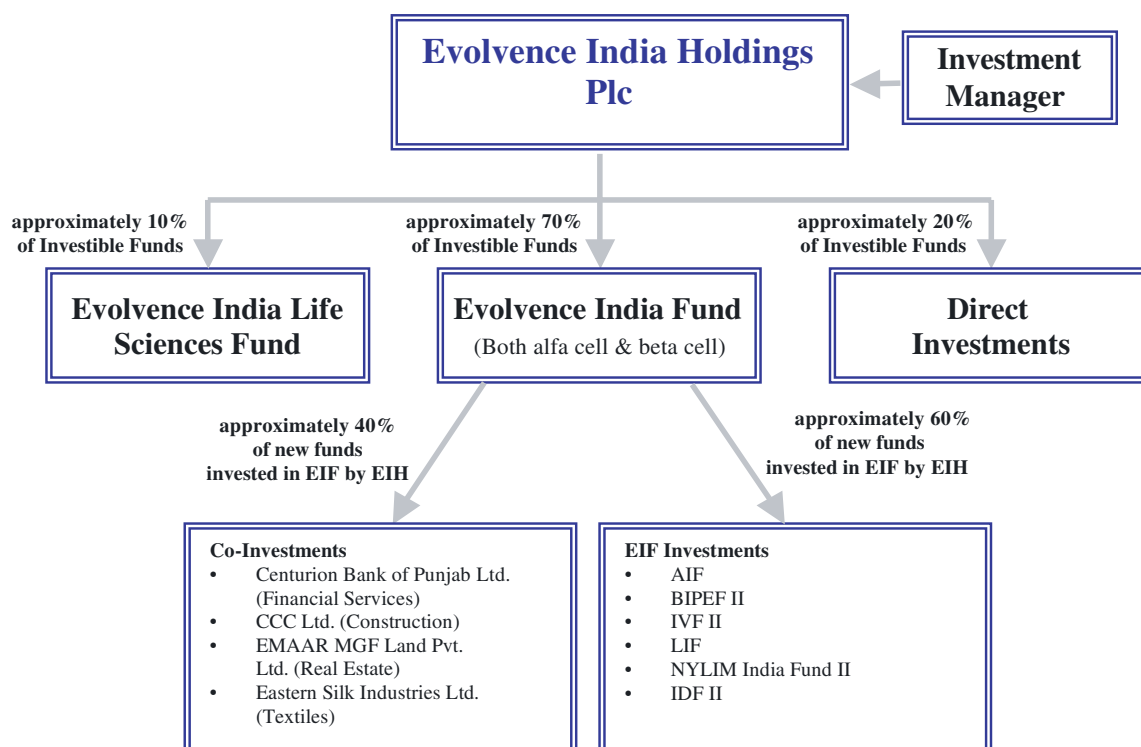 Evolvence India Holdings
Plc
Investment
Manager
approximately 10%
of Investible Funds
approximately 70%
of Investible Funds
approximately 20%
of Investible Funds
Evolvence India Life
Sciences Fund
Evolvence India Fund
(Both alfa cell & beta cell)
Direct
Investments
approximately 40%
of new funds
invested in EIF by EIH
approximately 60%
of new funds
invested in EIF by EIH
Co-Investments
• Centurion Bank of Punjab Ltd.
(Financial Services)
• CCC Ltd. (Construction)
• EMAAR MGF Land Pvt.
Ltd. (Real Estate)
• Eastern Silk Industries Ltd.
(Textiles)
EIF Investments
• AIF
• BIPEF II
• IVF II
• LIF
• NYLIM India Fund II
• IDF II